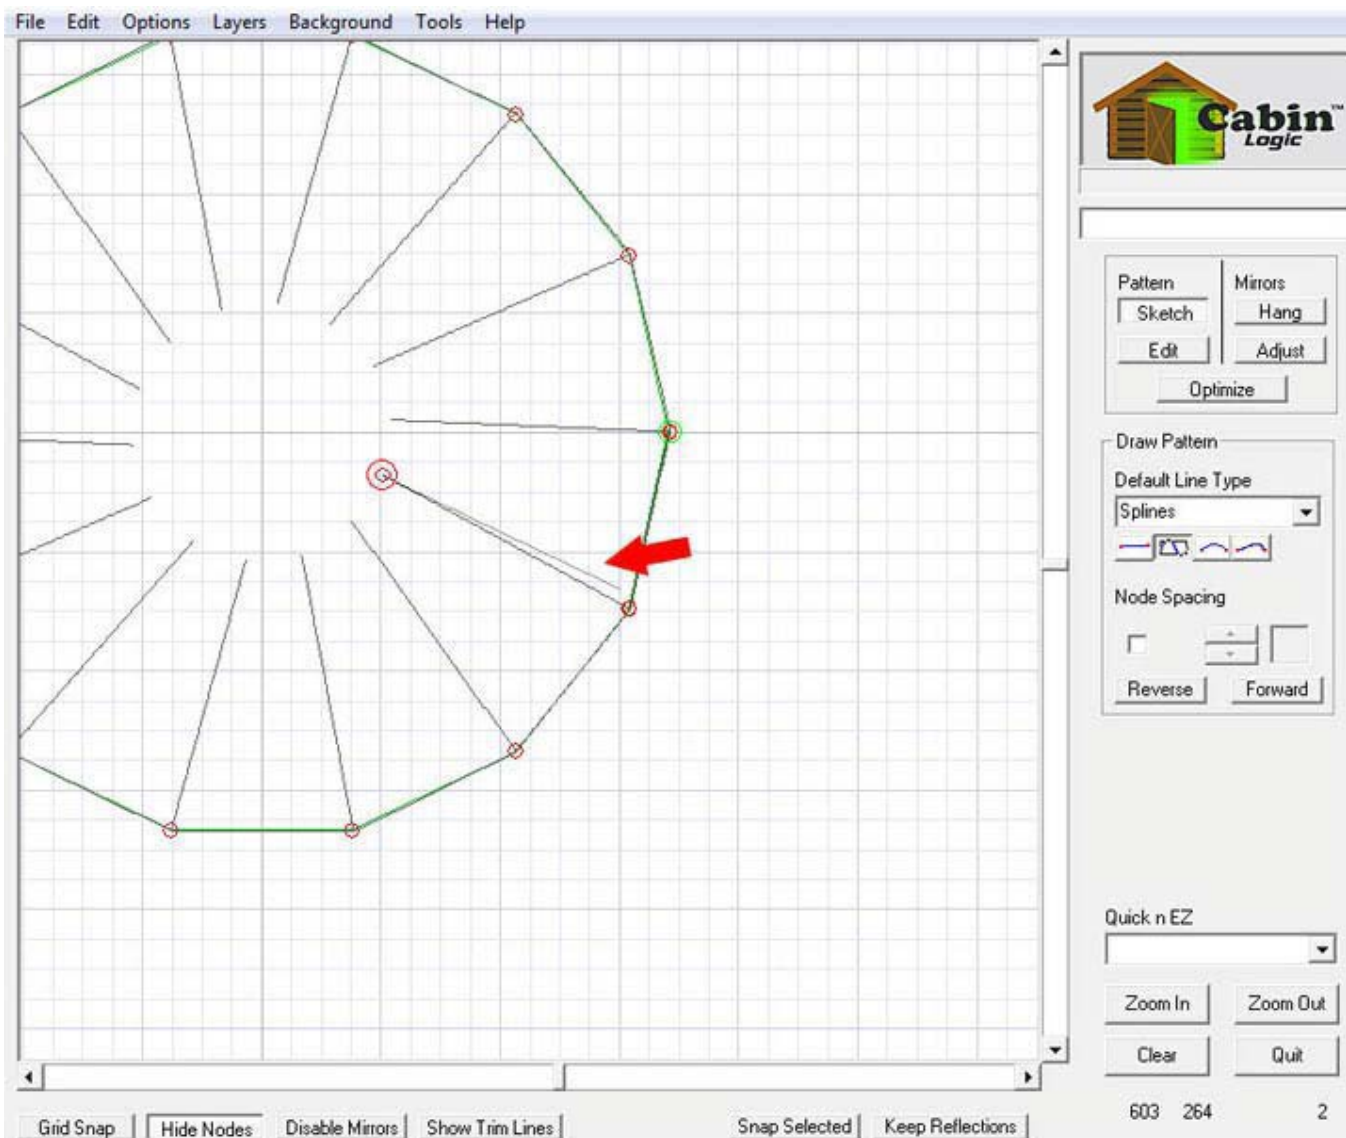 File Edit Options Layers Background Tools Help
Cabin™
Logic
Pattern Mirrors
Sketch Hang
Edit Adjust
Optimize
Draw Pattern
Default Line Type
Splines
Node Spacing
Reverse Forward
Quick n EZ
Zoom In Zoom Out
Clear Quit
603 264 2
Grid Snap Hide Nodes Disable Mirrors Show Trim Lines Snap Selected Keep Reflections